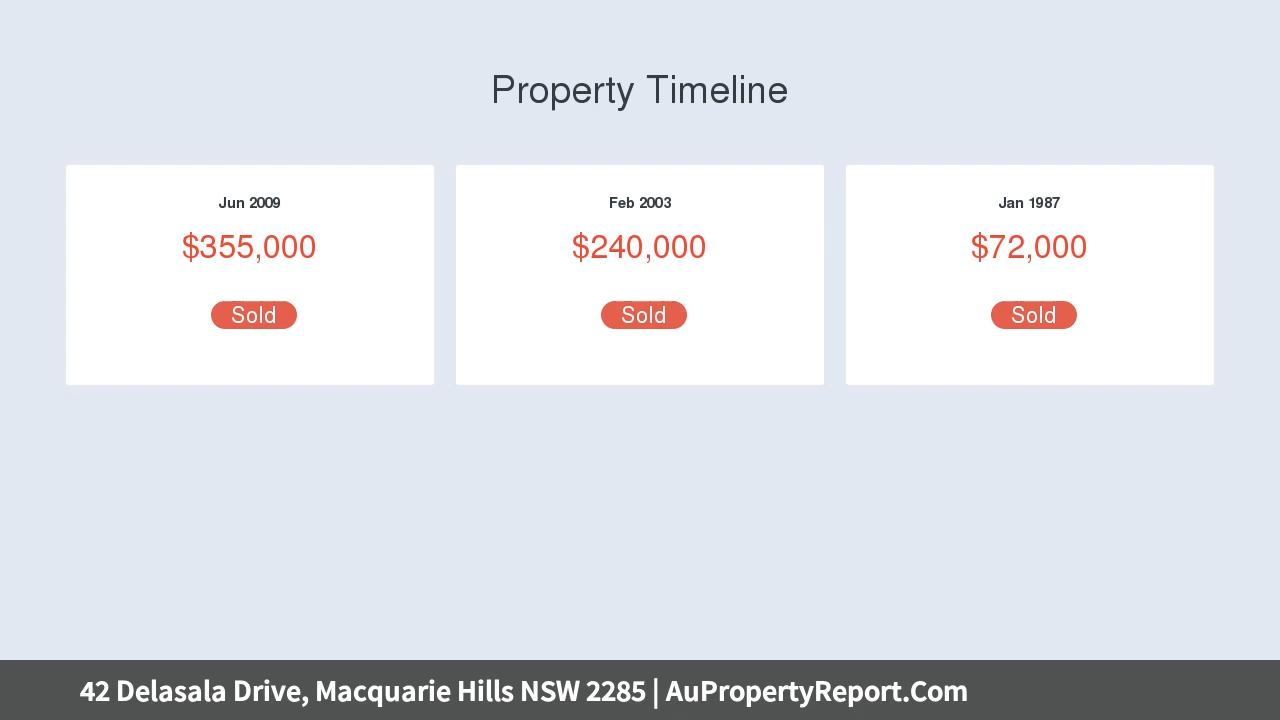 Property Timeline
Jun 2009
$355,000
Sold
Feb 2003
$240,000
Sold
Jan 1987
$72,000
Sold
42 Delasala Drive, Macquarie Hills NSW 2285 | AuPropertyReport.Com